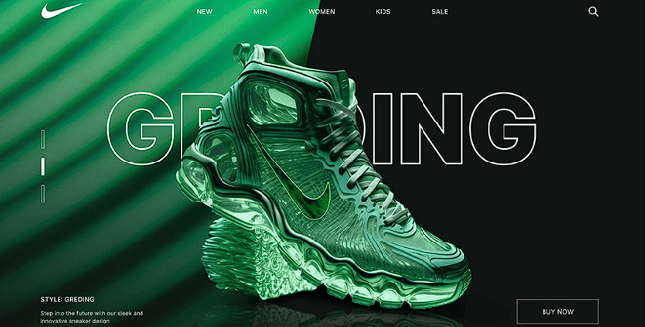 NEW MEN WOMEN KIDS SALE
GREDING
STYLE: GREDING
Step into the future with our sleek and
innovative sneaker design
BUY NOW